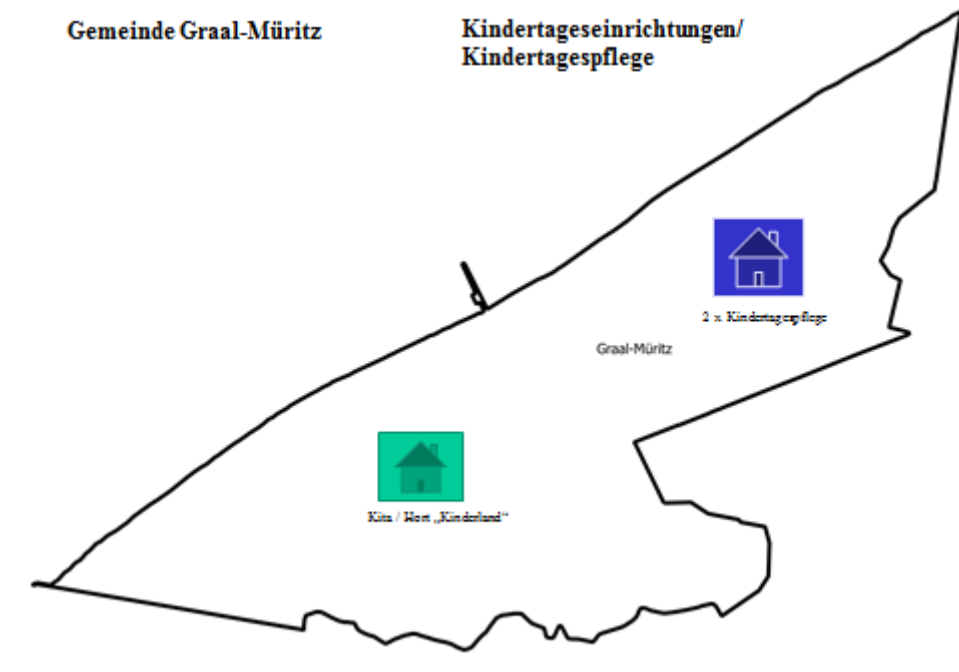 Gemeinde Graal-Müritz
Kindertageseinrichtungen/
Kindertagespflege
2 x Kindertagespflege
Graal-Müritz
Kita / Hort „Kinderland“